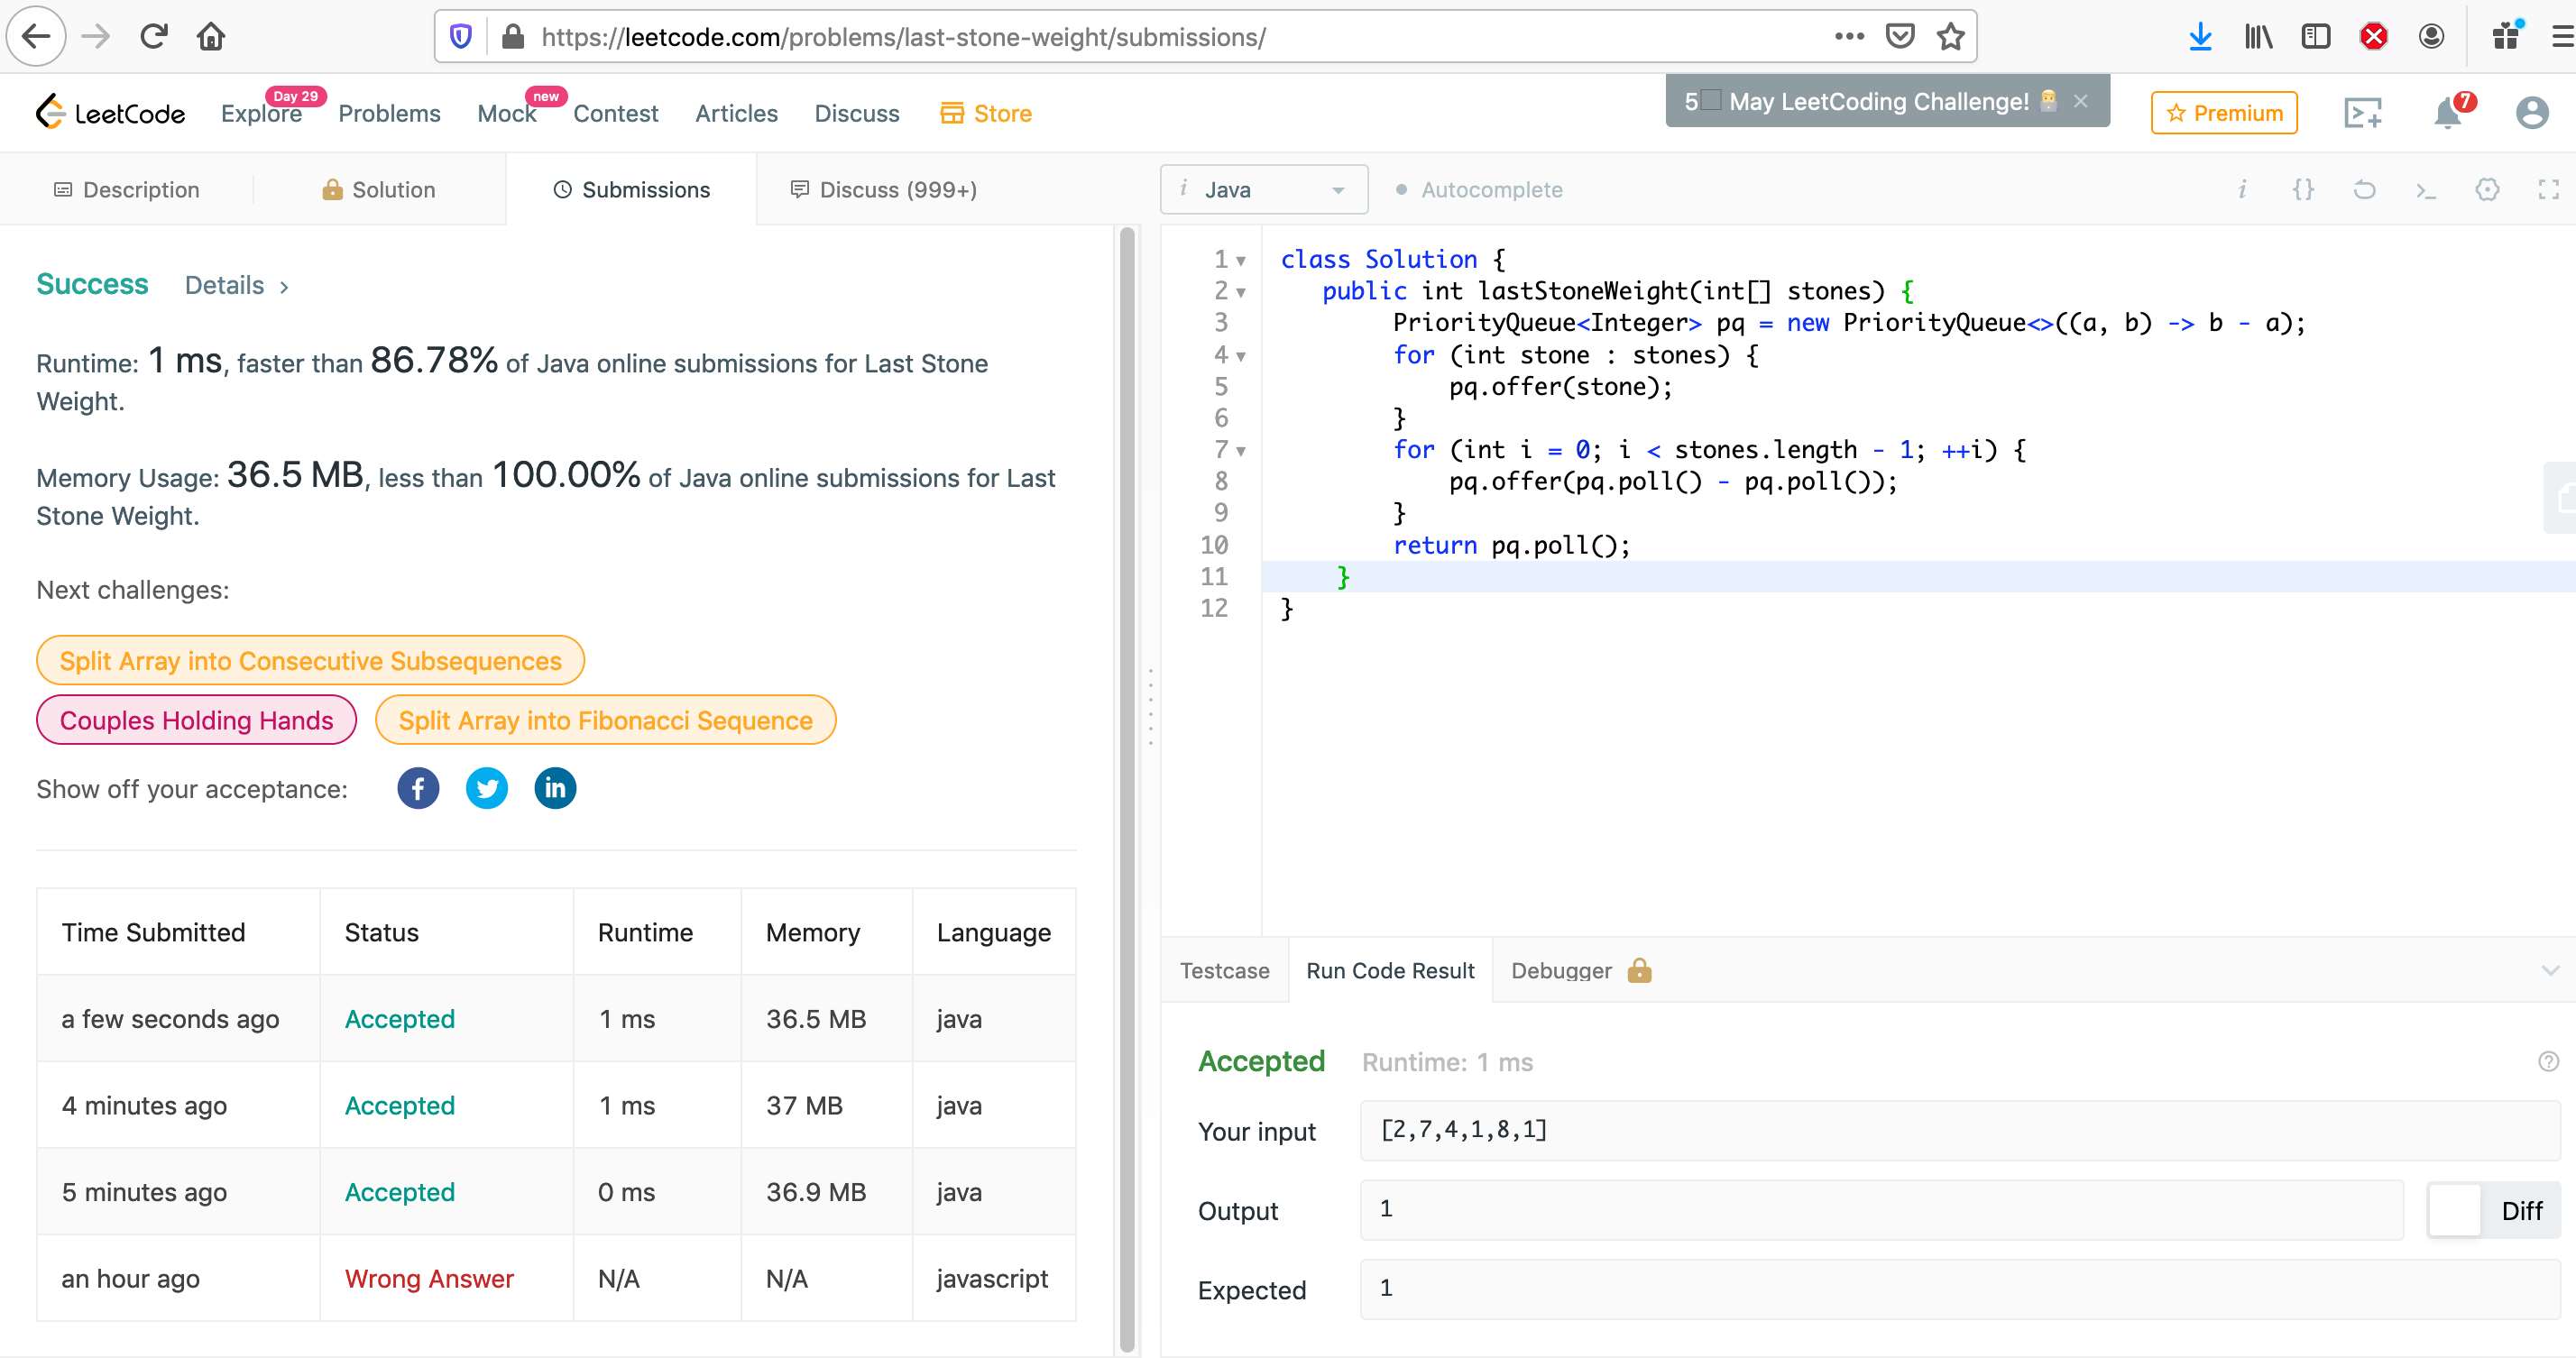 https://leetcode.com/problems/last-stone-weight/submissions/
LeetCode
Explore
Day 29
Problems
Mock
new
Contest
Articles
Discuss
Store
5 May LeetCoding Challenge!
Premium
7
Description
Solution
Submissions
Discuss (999+)
Success
Details
Runtime: 1 ms, faster than 86.78% of Java online submissions for Last Stone
Weight.
Memory Usage: 36.5 MB, less than 100.00% of Java online submissions for Last
Stone Weight.
Next challenges:
Split Array into Consecutive Subsequences
Couples Holding Hands
Split Array into Fibonacci Sequence
Show off your acceptance:
Time Submitted Status Runtime Memory Language
a few seconds ago Accepted 1 ms 36.5 MB java
4 minutes ago Accepted 1 ms 37 MB java
5 minutes ago Accepted 0 ms 36.9 MB java
an hour ago Wrong Answer N/A N/A javascript
i Java
Autocomplete
1 class Solution {
2 public int lastStoneWeight(int[] stones) {
3 PriorityQueue<Integer> pq = new PriorityQueue<>((a, b) -> b - a);
4 for (int stone : stones) {
5 pq.offer(stone);
6 }
7 for (int i = 0; i < stones.length - 1; ++i) {
8 pq.offer(pq.poll() - pq.poll());
9 }
10 return pq.poll();
11 }
12 }
Testcase
Run Code Result
Debugger
Accepted
Runtime: 1 ms
Your input
[2,7,4,1,8,1]
Output
1
Diff
Expected
1